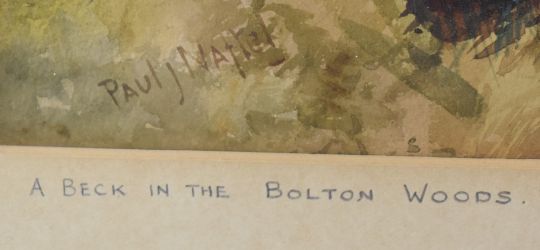 Paul J Naftel
A BECK IN THE BOLTON WOODS.